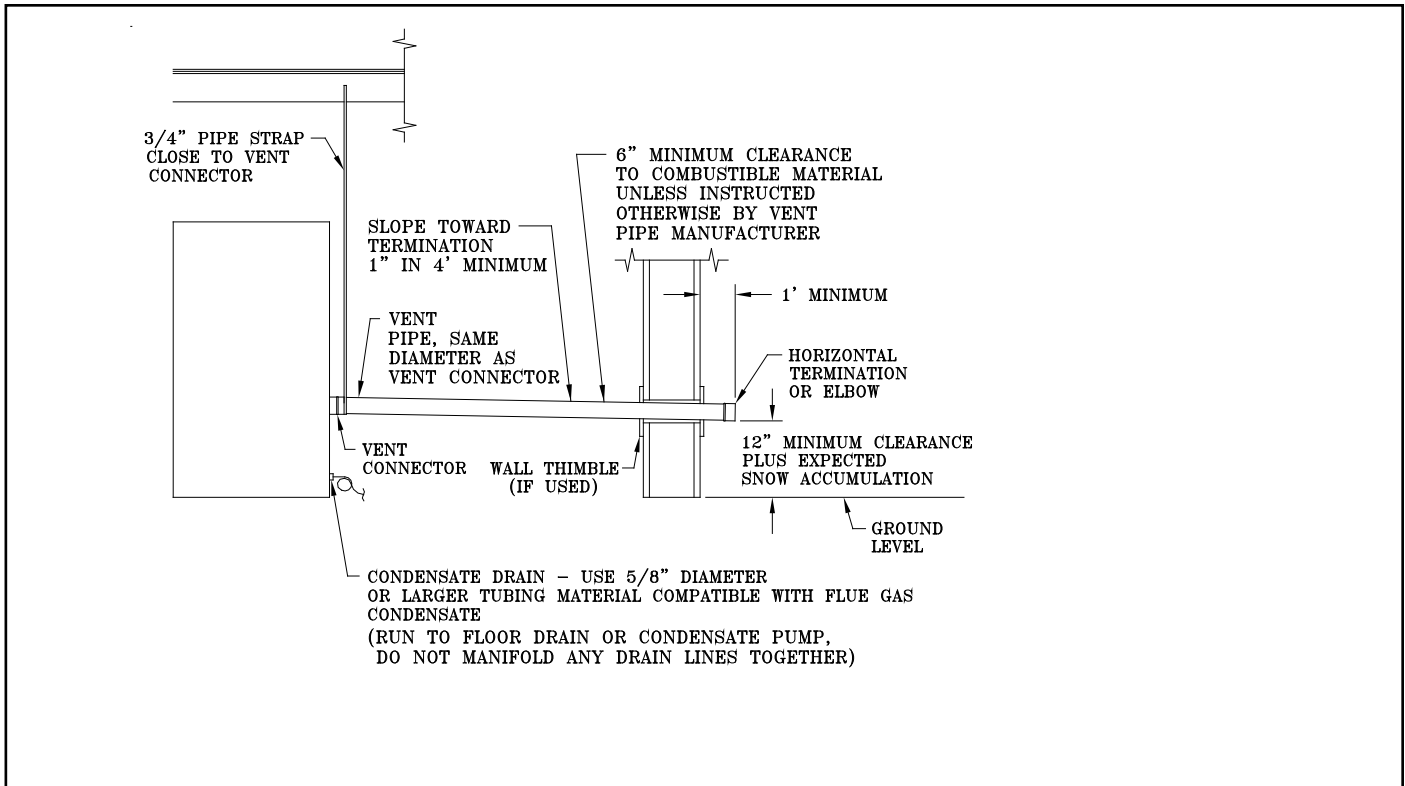 3/4” PIPE STRAP
CLOSE TO VENT
CONNECTOR
6” MINIMUM CLEARANCE
TO COMBUSTIBLE MATERIAL
UNLESS INSTRUCTED
OTHERWISE BY VENT
PIPE MANUFACTURER
SLOPE TOWARD
TERMINATION
1” IN 4’ MINIMUM
1’ MINIMUM
VENT
PIPE, SAME
DIAMETER AS
VENT CONNECTOR
HORIZONTAL
TERMINATION
OR ELBOW
VENT
CONNECTOR
WALL THIMBLE
(IF USED)
12” MINIMUM CLEARANCE
PLUS EXPECTED
SNOW ACCUMULATION
GROUND
LEVEL
CONDENSATE DRAIN – USE 5/8” DIAMETER
OR LARGER TUBING MATERIAL COMPATIBLE WITH FLUE GAS
CONDENSATE
(RUN TO FLOOR DRAIN OR CONDENSATE PUMP,
DO NOT MANIFOLD ANY DRAIN LINES TOGETHER)